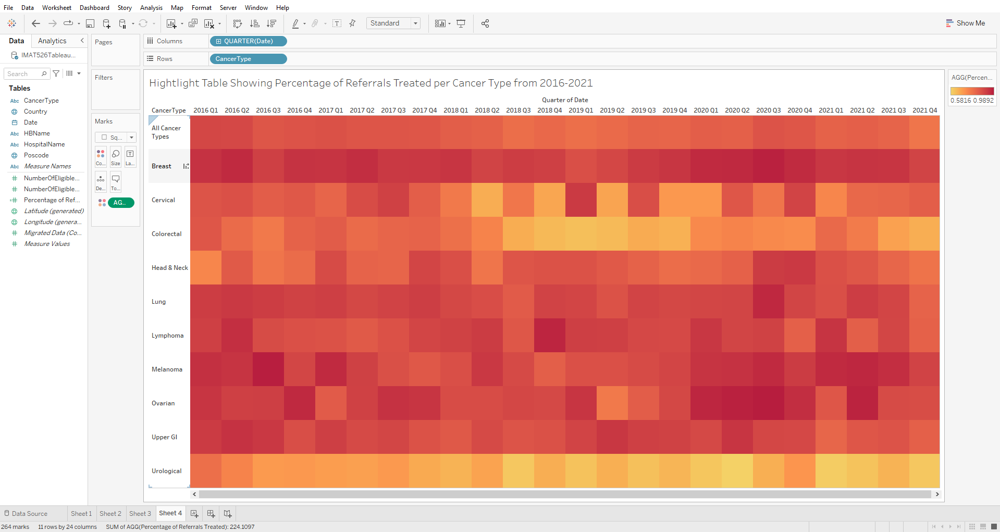 File Data Worksheet Dashboard Story Analysis Map Format Server Window Help
Standard
Show Me
Data Analytics
IMAT526Tableau...
Search
Tables
Abc CancerType
Country
Date
Abc HBName
Abc HospitalName
Poscode
Abc Measure Names
NumberOfEligible...
NumberOfEligible...
Percentage of Ref...
Latitude (generated)
Longitude (genera...
Migrated Data (Co...
Measure Values
Pages
Filters
Marks
Sq...
Co... Size La...
De... To...
AG..
Columns QUARTER(Date)
Rows CancerType
Hightlight Table Showing Percentage of Referrals Treated per Cancer Type from 2016-2021
Quarter of Date
CancerType 2016 Q1 2016 Q2 2016 Q3 2016 Q4 2017 Q1 2017 Q2 2017 Q3 2017 Q4 2018 Q1 2018 Q2 2018 Q3 2018 Q4 2019 Q1 2019 Q2 2019 Q3 2019 Q4 2020 Q1 2020 Q2 2020 Q3 2020 Q4 2021 Q1 2021 Q2 2021 Q3 2021 Q4
All Cancer
Types
Breast
Cervical
Colorectal
Head & Neck
Lung
Lymphoma
Melanoma
Ovarian
Upper GI
Urological
AGG(Percen...
0.5816 0.9892
Data Source Sheet 1 Sheet 2 Sheet 3 Sheet 4
264 marks 11 rows by 24 columns SUM of AGG(Percentage of Referrals Treated): 224.1097